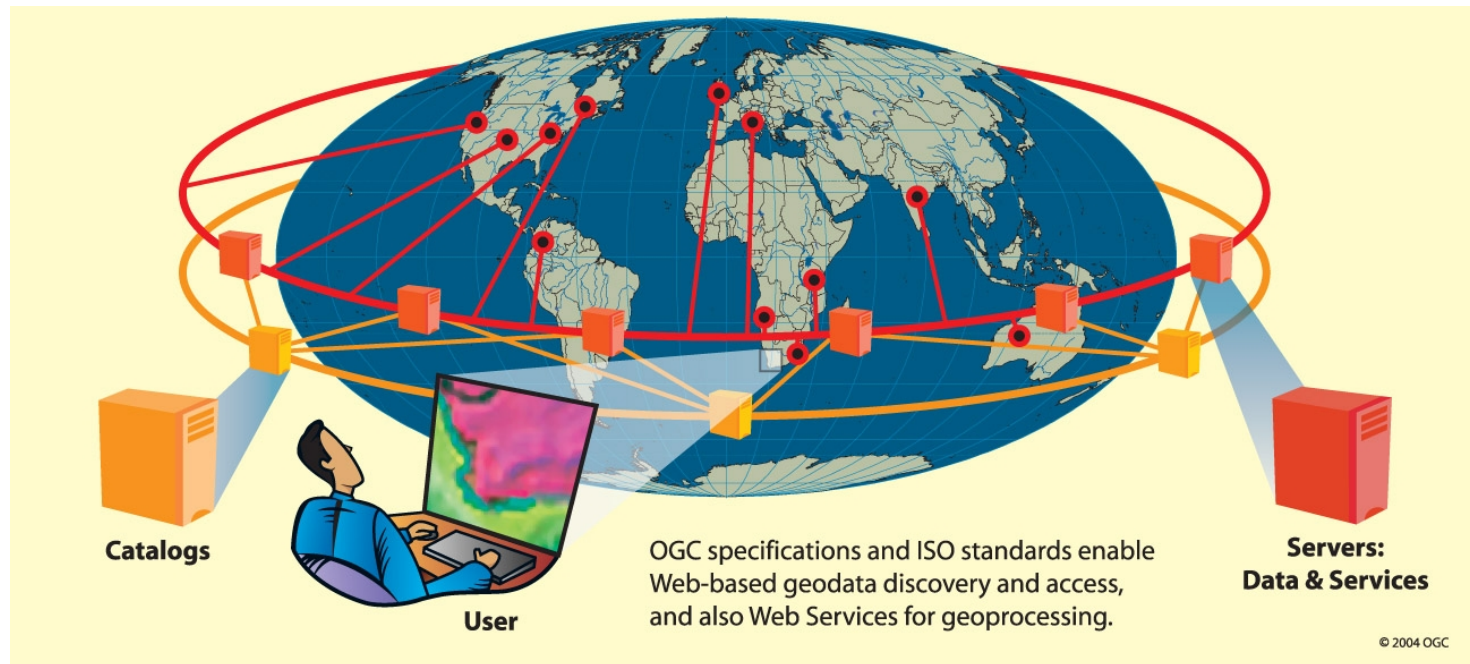 Catalogs
User
OGC specifications and ISO standards enable
Web-based geodata discovery and access,
and also Web Services for geoprocessing.
Servers:
Data & Services
© 2004 OGC